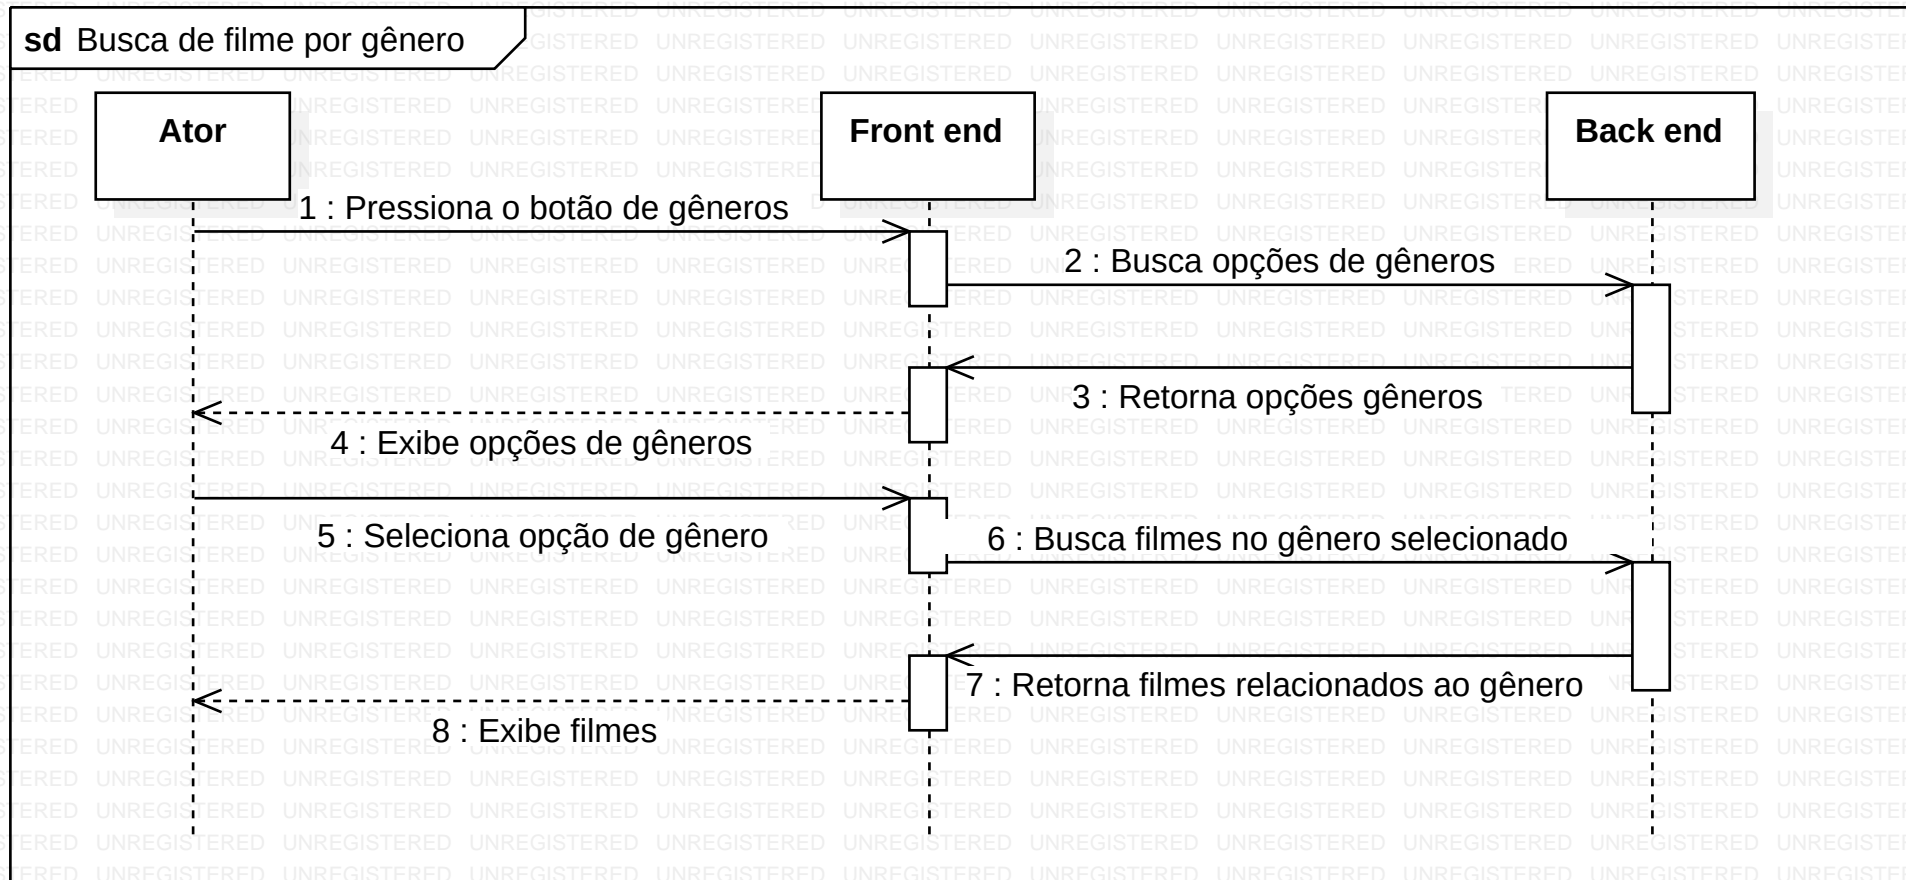 sd Busca de filme por gênero
Ator
Front end
Back end
1 : Pressiona o botão de gêneros
2 : Busca opções de gêneros
3 : Retorna opções gêneros
4 : Exibe opções de gêneros
5 : Seleciona opção de gênero
6 : Busca filmes no gênero selecionado
7 : Retorna filmes relacionados ao gênero
8 : Exibe filmes
UNREGISTERED